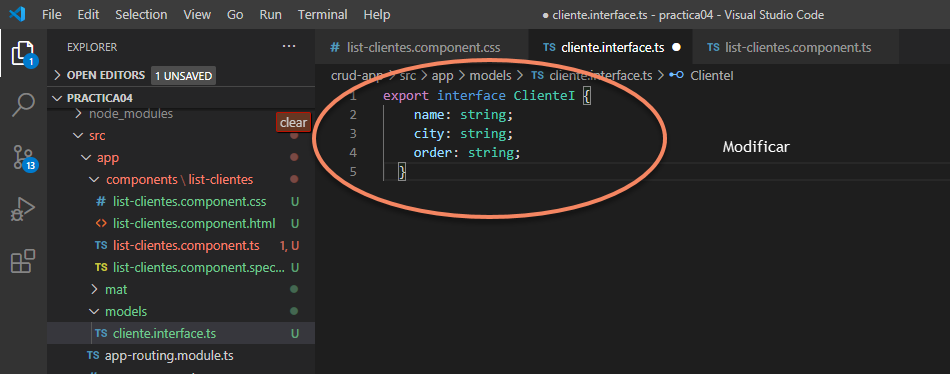 File Edit Selection View Go Run Terminal Help ● cliente.interface.ts - practica04 - Visual Studio Code
EXPLORER ...
list-clientes.component.css
TS cliente.interface.ts ●
TS list-clientes.component.ts
OPEN EDITORS 1 UNSAVED
crud-app > src > app > models > TS cliente.interface.ts > ClienteI
PRACTICA04
node_modules
clear
src
app
components \ list-clientes
# list-clientes.component.css U
<> list-clientes.component.html U
TS list-clientes.component.ts 1, U
TS list-clientes.component.spec... U
mat
models
TS cliente.interface.ts U
TS app-routing.module.ts
1
13
1 export interface ClienteI {
2 name: string;
3 city: string;
4 order: string;
5 }
Modificar